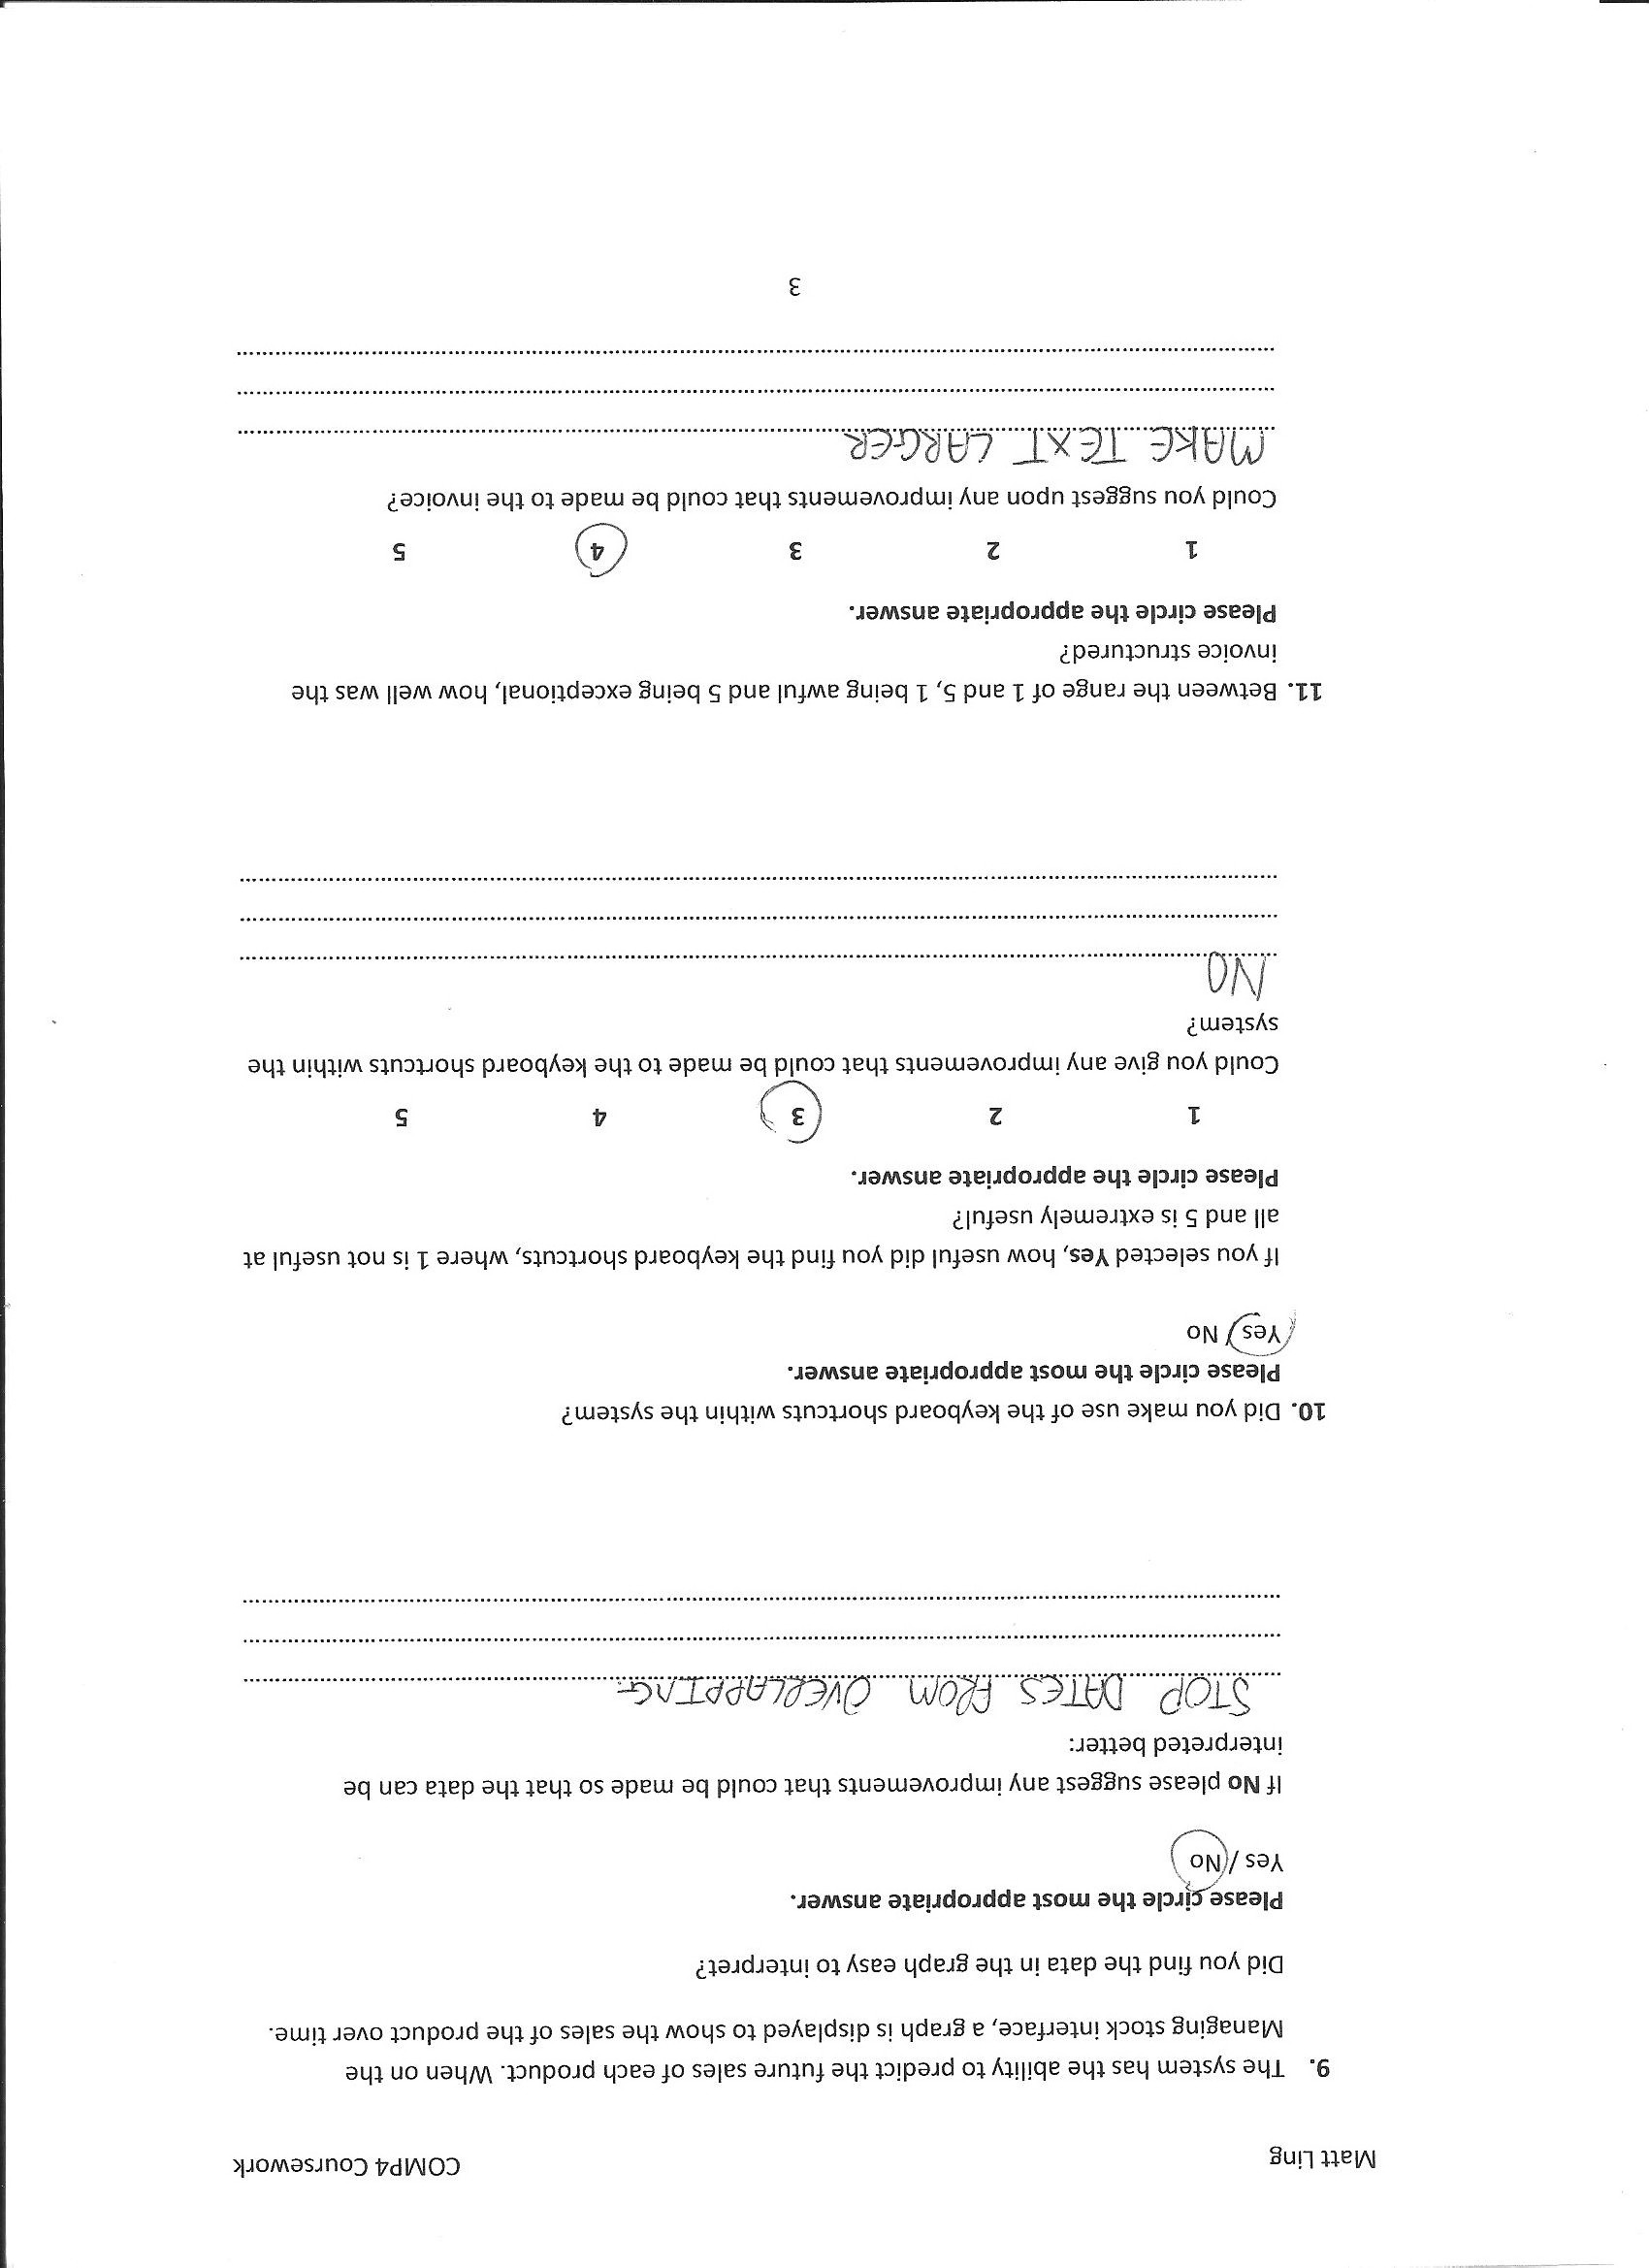 Matt Ling COMP4 Coursework
9. The system has the ability to predict the future sales of each product. When on the
Managing stock interface, a graph is displayed to show the sales of the product over time.
Did you find the data in the graph easy to interpret?
Please circle the most appropriate answer.
Yes / No
If No please suggest any improvements that could be made so that the data can be
interpreted better:
STOP DATES FROM OVERLAPPING.
10. Did you make use of the keyboard shortcuts within the system?
Please circle the most appropriate answer.
Yes / No
If you selected Yes, how useful did you find the keyboard shortcuts, where 1 is not useful at
all and 5 is extremely useful?
Please circle the appropriate answer.
1 2 3 4 5
Could you give any improvements that could be made to the keyboard shortcuts within the
system?
NO
11. Between the range of 1 and 5, 1 being awful and 5 being exceptional, how well was the
invoice structured?
Please circle the appropriate answer.
1 2 3 4 5
Could you suggest upon any improvements that could be made to the invoice?
MAKE TEXT LARGER
3